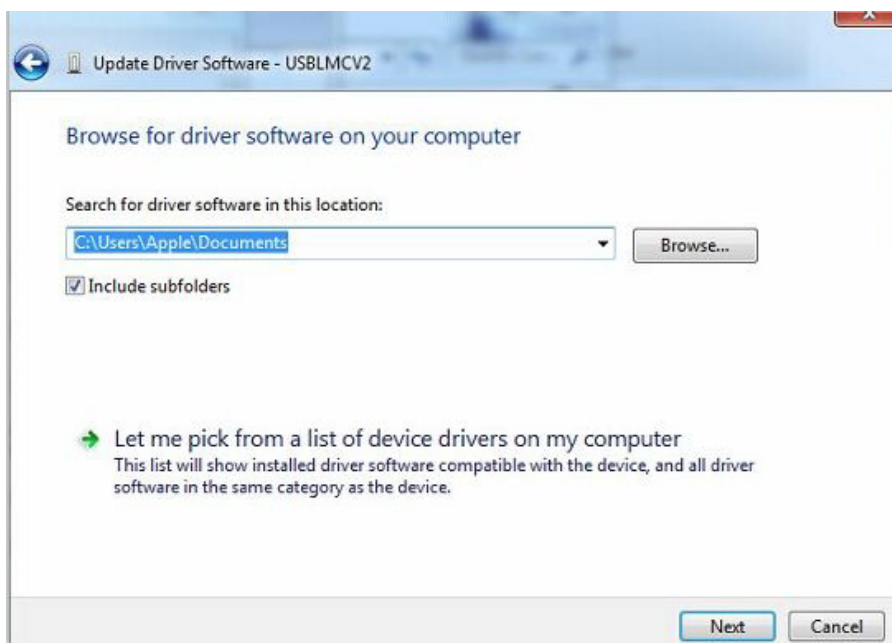 Update Driver Software - USBLMCV2
Browse for driver software on your computer
Search for driver software in this location:
C:\Users\Apple\Documents
Browse...
Include subfolders
Let me pick from a list of device drivers on my computer
This list will show installed driver software compatible with the device, and all driver
software in the same category as the device.
Next
Cancel